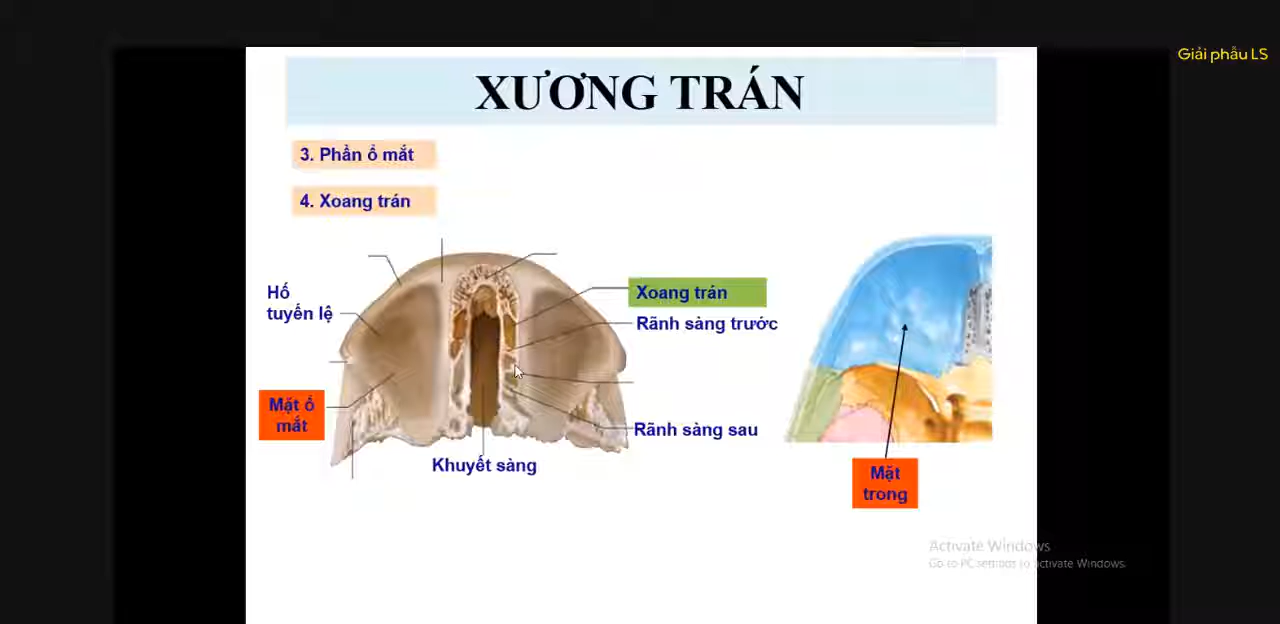 Giải phẫu LS
XƯƠNG TRÁN
3. Phần ổ mắt
4. Xoang trán
Hố
tuyến lệ
Xoang trán
Rãnh sàng trước
Mặt ổ
mắt
Rãnh sàng sau
Khuyết sàng
Mặt
trong
Activate Windows
Go to PC settings to activate Windows.